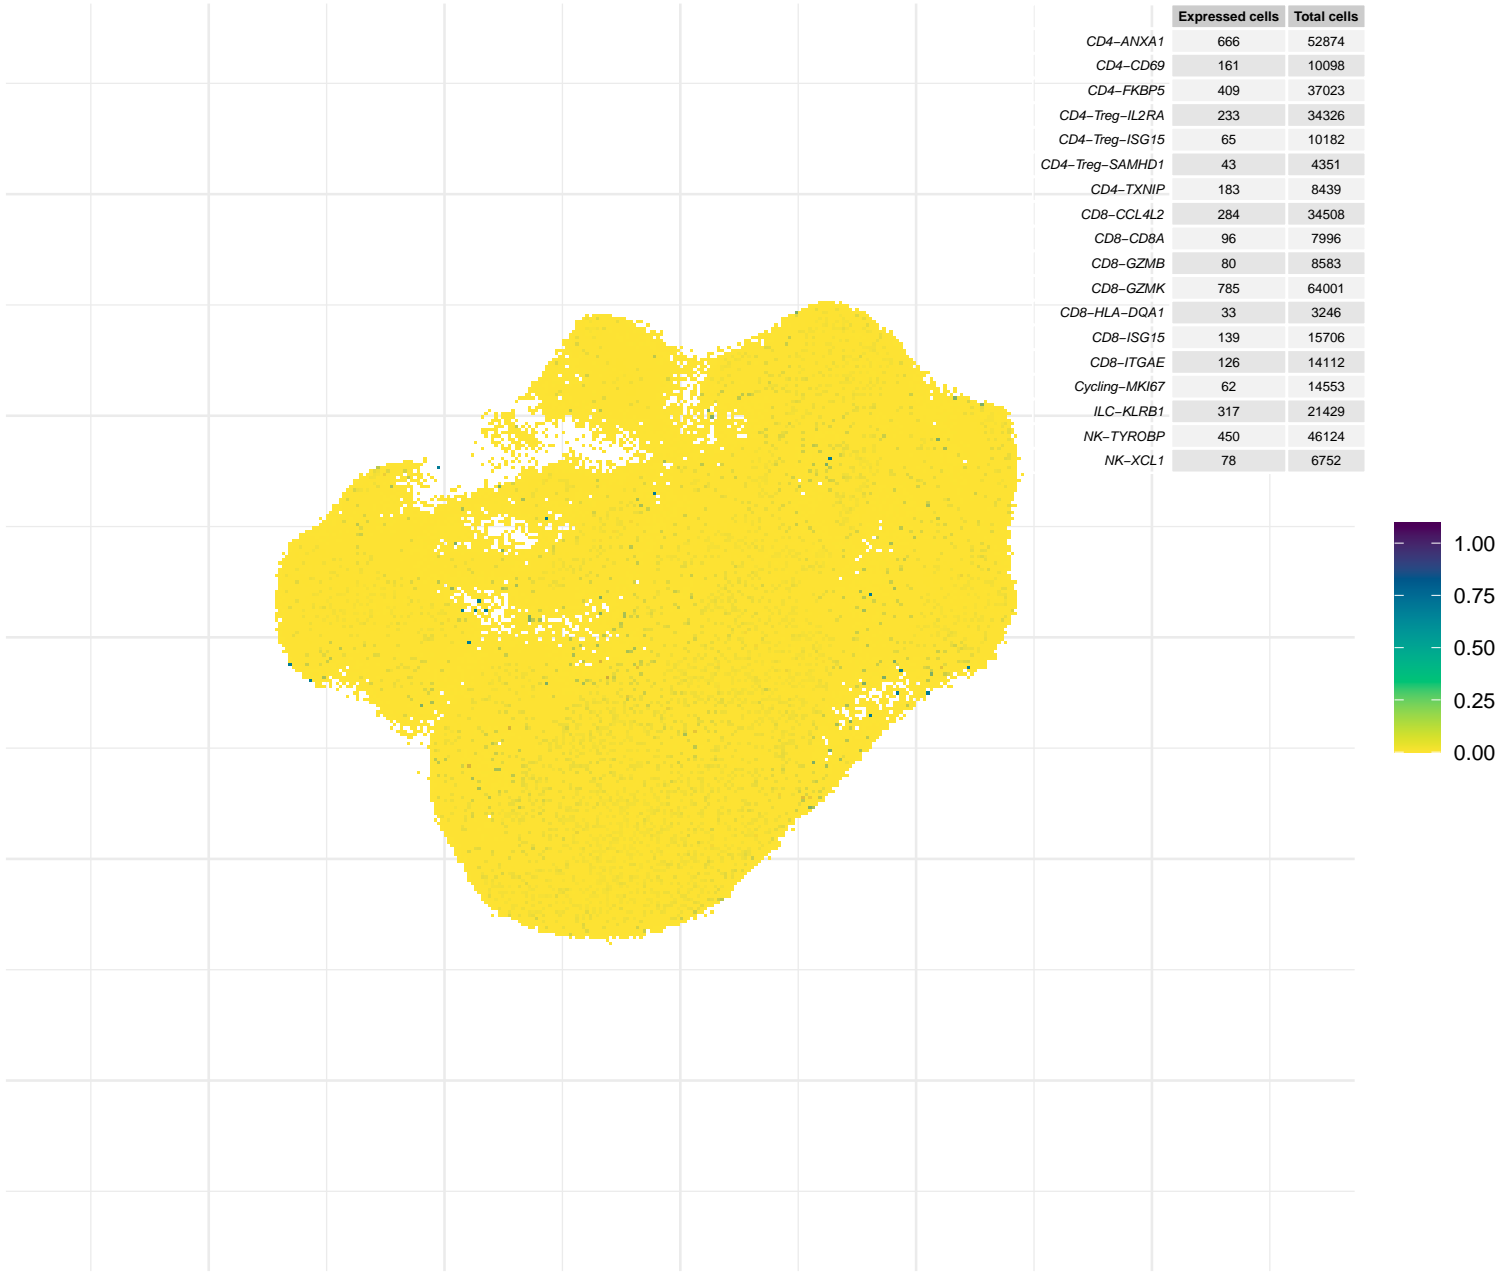 Expressed cells Total cells
CD4−ANXA1 666 52874
CD4−CD69 161 10098
CD4−FKBP5 409 37023
CD4−Treg−IL2RA 233 34326
CD4−Treg−ISG15 65 10182
CD4−Treg−SAMHD1 43 4351
CD4−TXNIP 183 8439
CD8−CCL4L2 284 34508
CD8−CD8A 96 7996
CD8−GZMB 80 8583
CD8−GZMK 785 64001
CD8−HLA−DQA1 33 3246
CD8−ISG15 139 15706
CD8−ITGAE 126 14112
Cycling−MKI67 62 14553
ILC−KLRB1 317 21429
NK−TYROBP 450 46124
NK−XCL1 78 6752
1.00
0.75
0.50
0.25
0.00